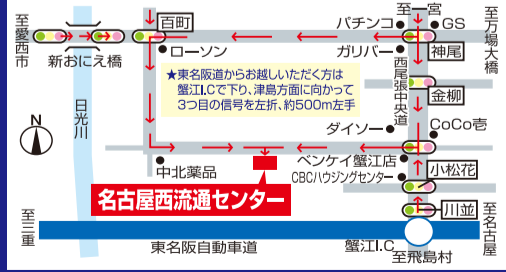 至一宮
百町
パチンコ
GS
至愛西市
至万場大橋
ローソン
ガリバー
神尾
新おにえ橋
西尾張中央道
★東名阪道からお越しいただく方は
蟹江I.Cで下り、津島方面に向かって
3つ目の信号を左折、約500m左手
金柳
日光川
ダイソー
CoCo壱
N
中北薬品
ベンケイ蟹江店
CBCハウジングセンター
小松花
名古屋西流通センター
川並
至三重
至名古屋
東名阪自動車道
蟹江I.C
至飛島村